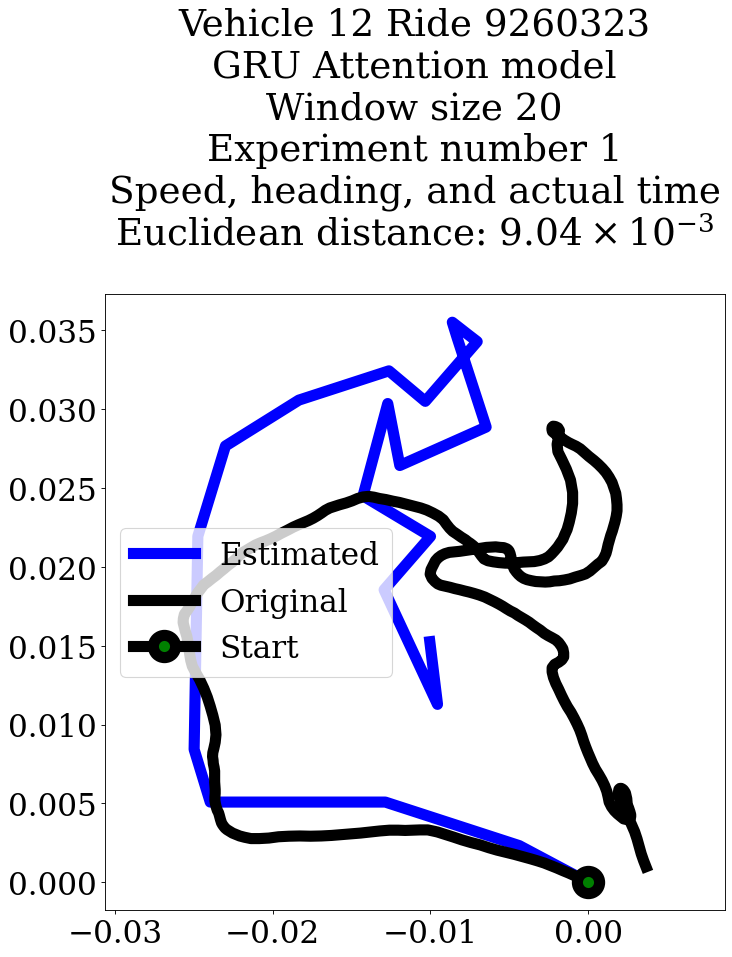 Vehicle 12 Ride 9260323
GRU Attention model
Window size 20
Experiment number 1
Speed, heading, and actual time
Euclidean distance: 9.04 × 10⁻³
0.035
0.030
0.025
0.020
0.015
0.010
0.005
0.000
Estimated
Original
Start
−0.03 −0.02 −0.01 0.00